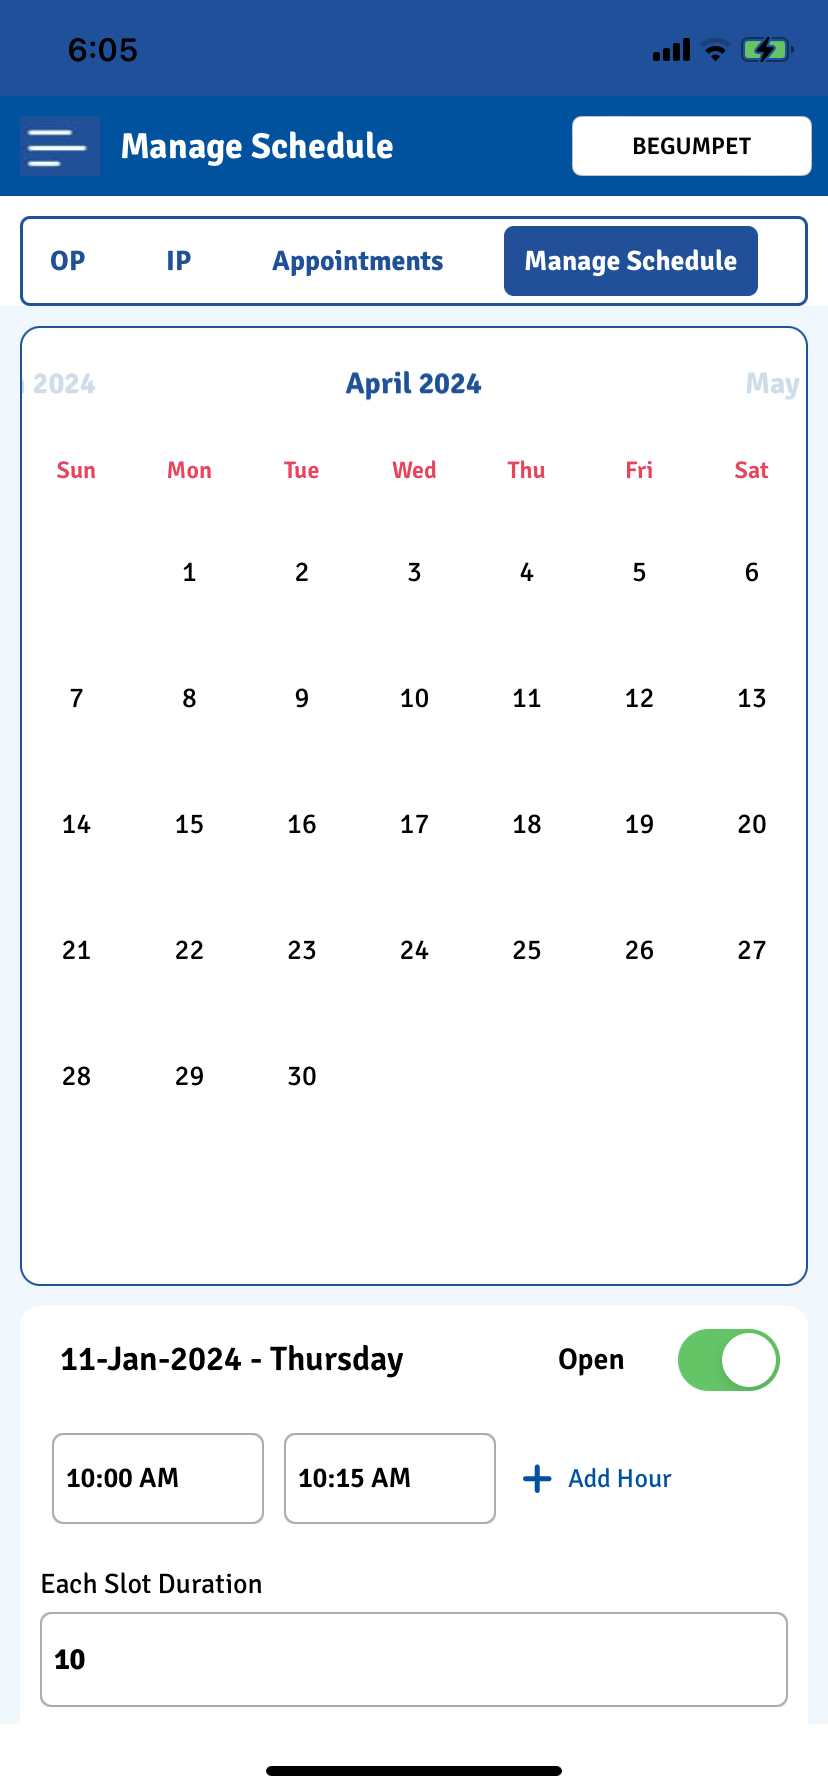 6:05
Manage Schedule
BEGUMPET
OP IP Appointments Manage Schedule
2024 April 2024 May
Sun Mon Tue Wed Thu Fri Sat
1 2 3 4 5 6
7 8 9 10 11 12 13
14 15 16 17 18 19 20
21 22 23 24 25 26 27
28 29 30
11-Jan-2024 - Thursday Open
10:00 AM 10:15 AM + Add Hour
Each Slot Duration
10